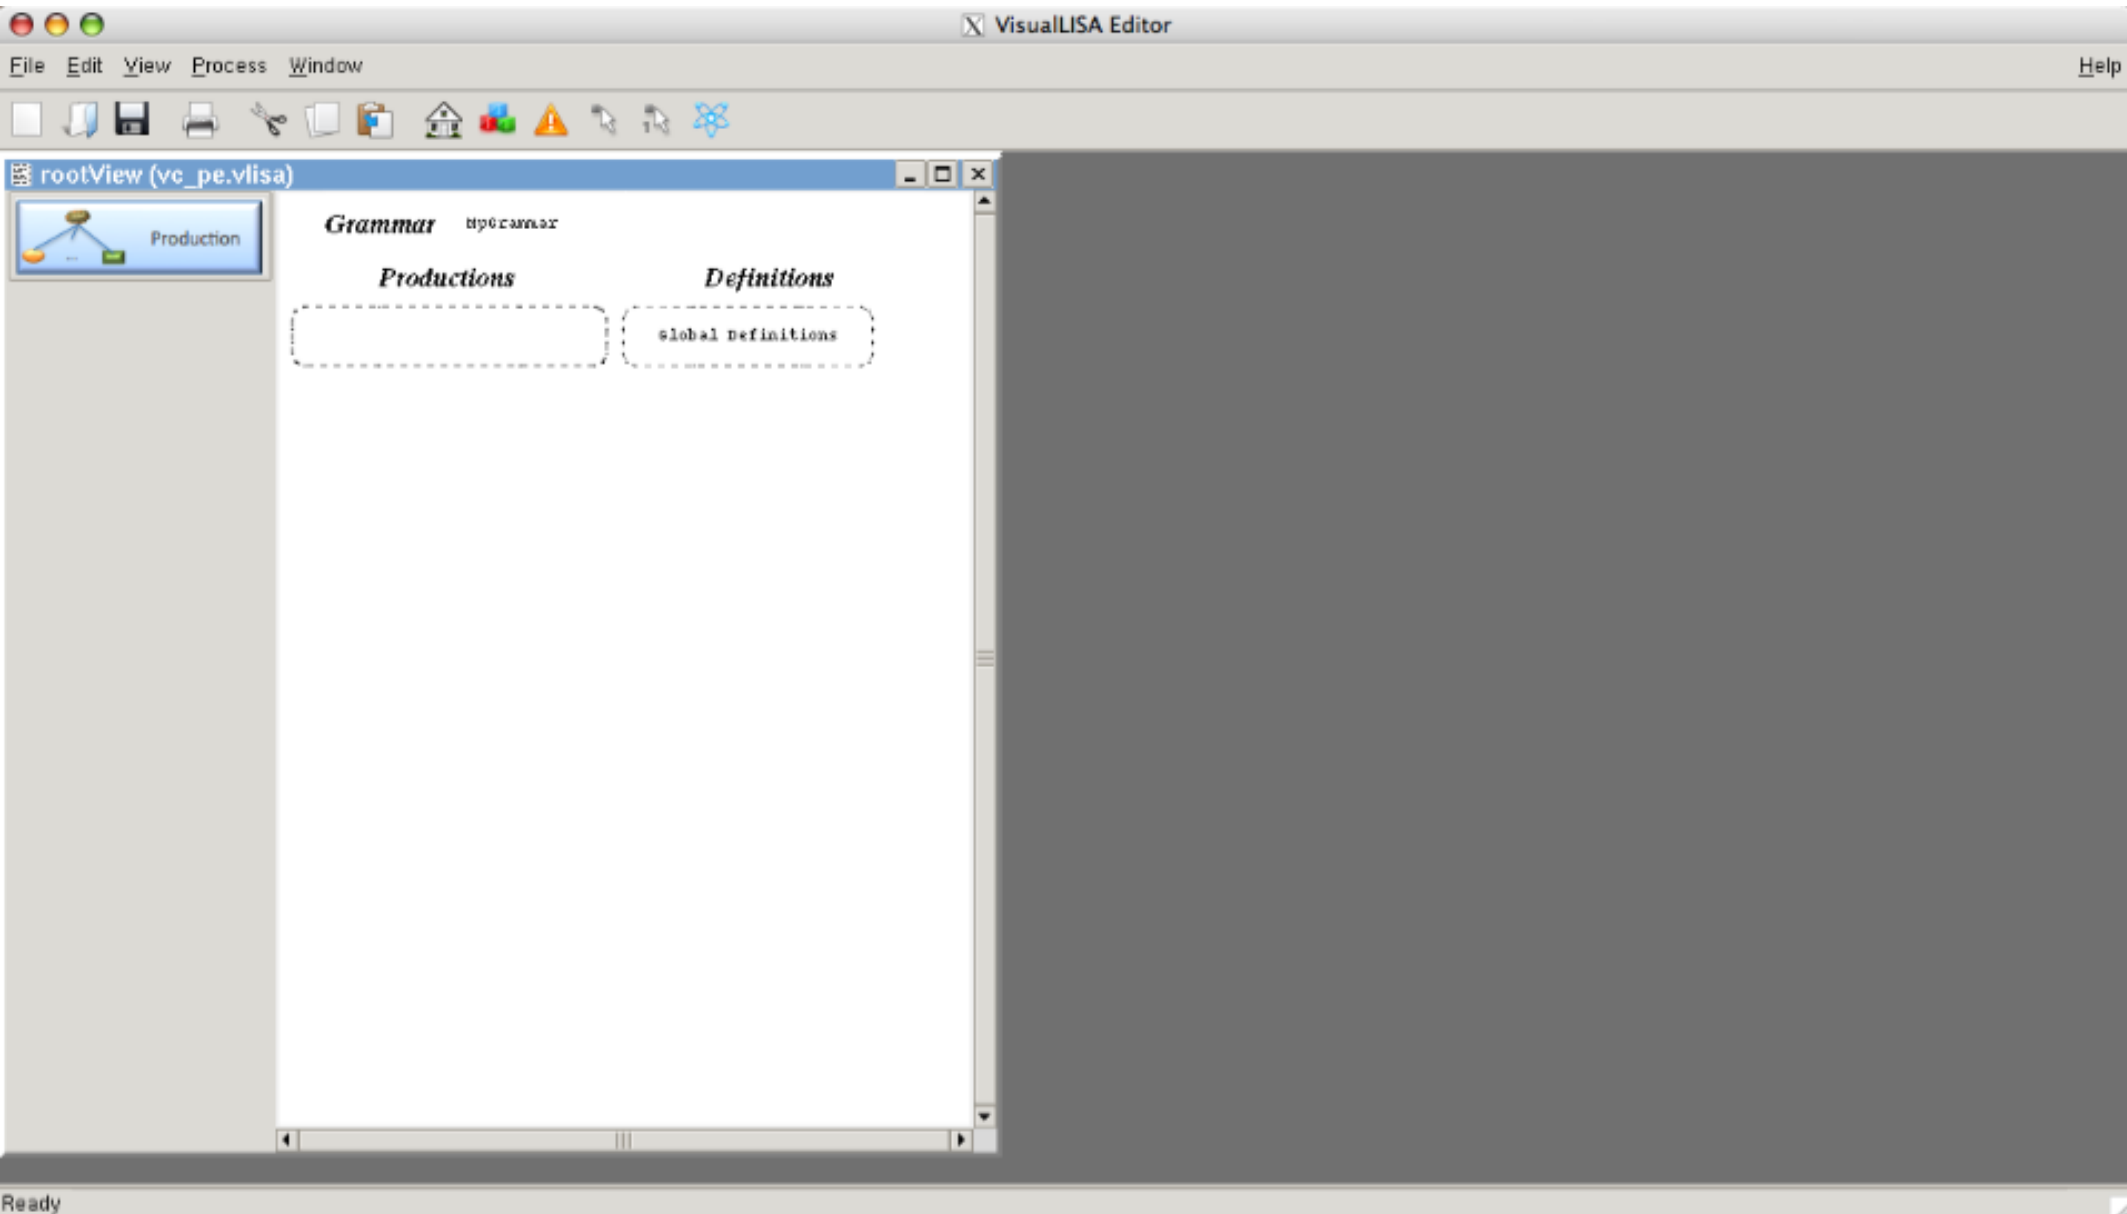 VisualLISA Editor
File Edit View Process Window Help
rootView (vc_pe.vlisa)
Production
Grammar MyGrammar
Productions Definitions
Global Definitions
Ready